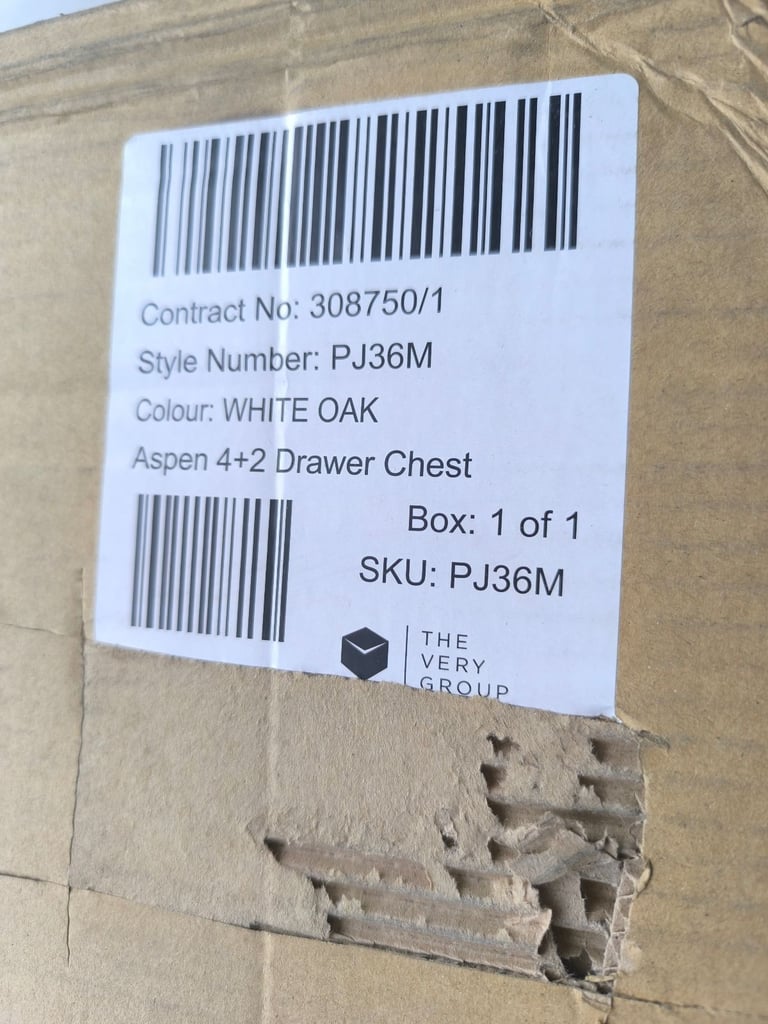 Contract No: 308750/1
Style Number: PJ36M
Colour: WHITE OAK
Aspen 4+2 Drawer Chest
Box: 1 of 1
SKU: PJ36M
THE
VERY
GROUP